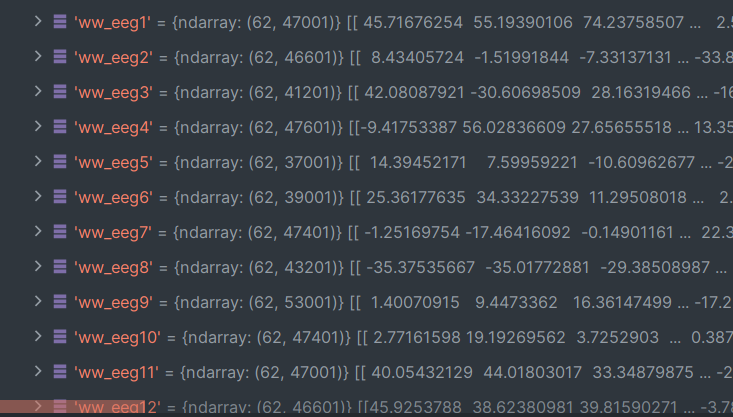 'ww_eeg1' = {ndarray: (62, 47001)} [[ 45.71676254 55.19390106 74.23758507 ... 2.5
'ww_eeg2' = {ndarray: (62, 46601)} [[ 8.43405724 -1.51991844 -7.33137131 ... -33.8
'ww_eeg3' = {ndarray: (62, 41201)} [[ 42.08087921 -30.60698509 28.16319466 ... -16
'ww_eeg4' = {ndarray: (62, 47601)} [[-9.41753387 56.02836609 27.65655518 ... 13.35
'ww_eeg5' = {ndarray: (62, 37001)} [[ 14.39452171 7.59959221 -10.60962677 ... -2
'ww_eeg6' = {ndarray: (62, 39001)} [[ 25.36177635 34.33227539 11.29508018 ... 2.
'ww_eeg7' = {ndarray: (62, 47401)} [[ -1.25169754 -17.46416092 -0.14901161 ... 22.3
'ww_eeg8' = {ndarray: (62, 43201)} [[ -35.37535667 -35.01772881 -29.38508987 ...
'ww_eeg9' = {ndarray: (62, 53001)} [[ 1.40070915 9.4473362 16.36147499 ... -17.2
'ww_eeg10' = {ndarray: (62, 47401)} [[ 2.77161598 19.19269562 3.7252903 ... 0.387
'ww_eeg11' = {ndarray: (62, 47001)} [[ 40.05432129 44.01803017 33.34879875 ... -2
'ww_eeg12' = {ndarray: (62, 46601)} [[45.9253788 38.62380981 39.81590271 ... -3.78